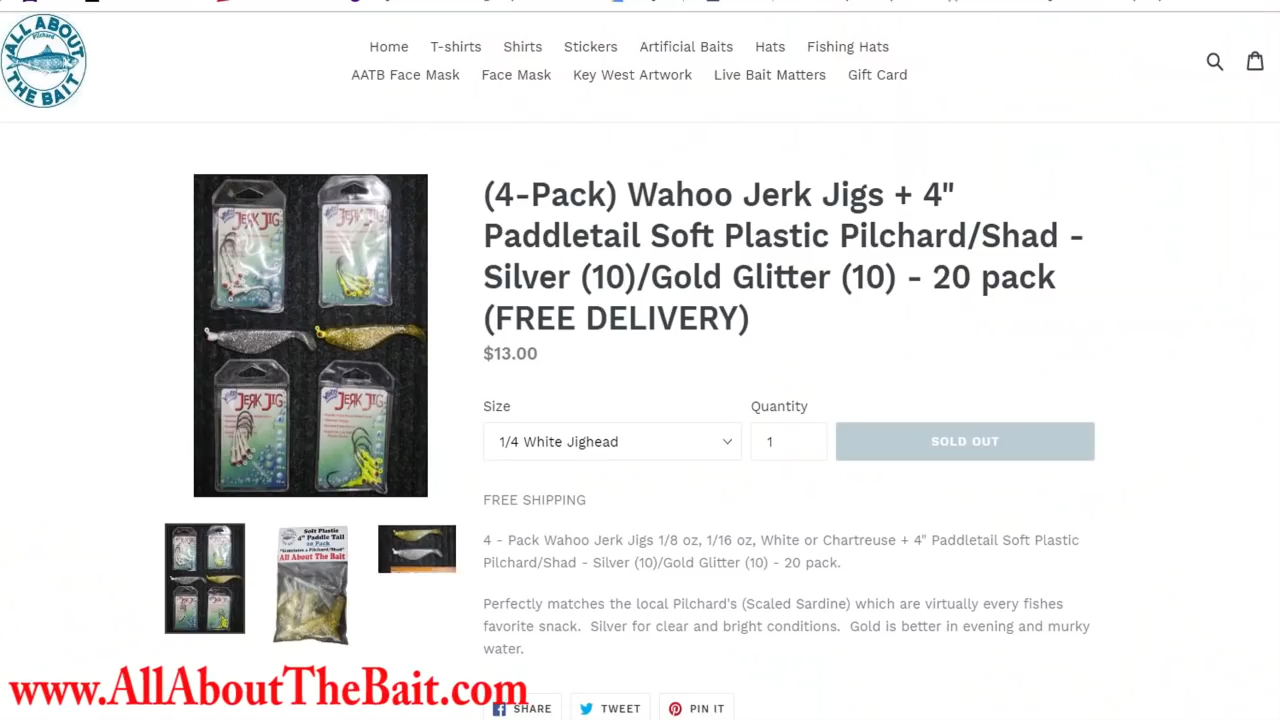 ALL ABOUT
Pilchard
THE BAIT
Home T-shirts Shirts Stickers Artificial Baits Hats Fishing Hats
AATB Face Mask Face Mask Key West Artwork Live Bait Matters Gift Card
(4-Pack) Wahoo Jerk Jigs + 4"
Paddletail Soft Plastic Pilchard/Shad -
Silver (10)/Gold Glitter (10) - 20 pack
(FREE DELIVERY)
$13.00
JERK JIG
JERK JIG
JERK JIG
JERK JIG
Size Quantity
1/4 White Jighead 1 SOLD OUT
FREE SHIPPING
4 - Pack Wahoo Jerk Jigs 1/8 oz, 1/16 oz, White or Chartreuse + 4" Paddletail Soft Plastic
Pilchard/Shad - Silver (10)/Gold Glitter (10) - 20 pack.
Perfectly matches the local Pilchard's (Scaled Sardine) which are virtually every fishes
favorite snack. Silver for clear and bright conditions. Gold is better in evening and murky
water.
Soft Plastic
4" Paddle Tail
20 Pack
All About The Bait
www.AllAboutTheBait.com
SHARE TWEET PIN IT